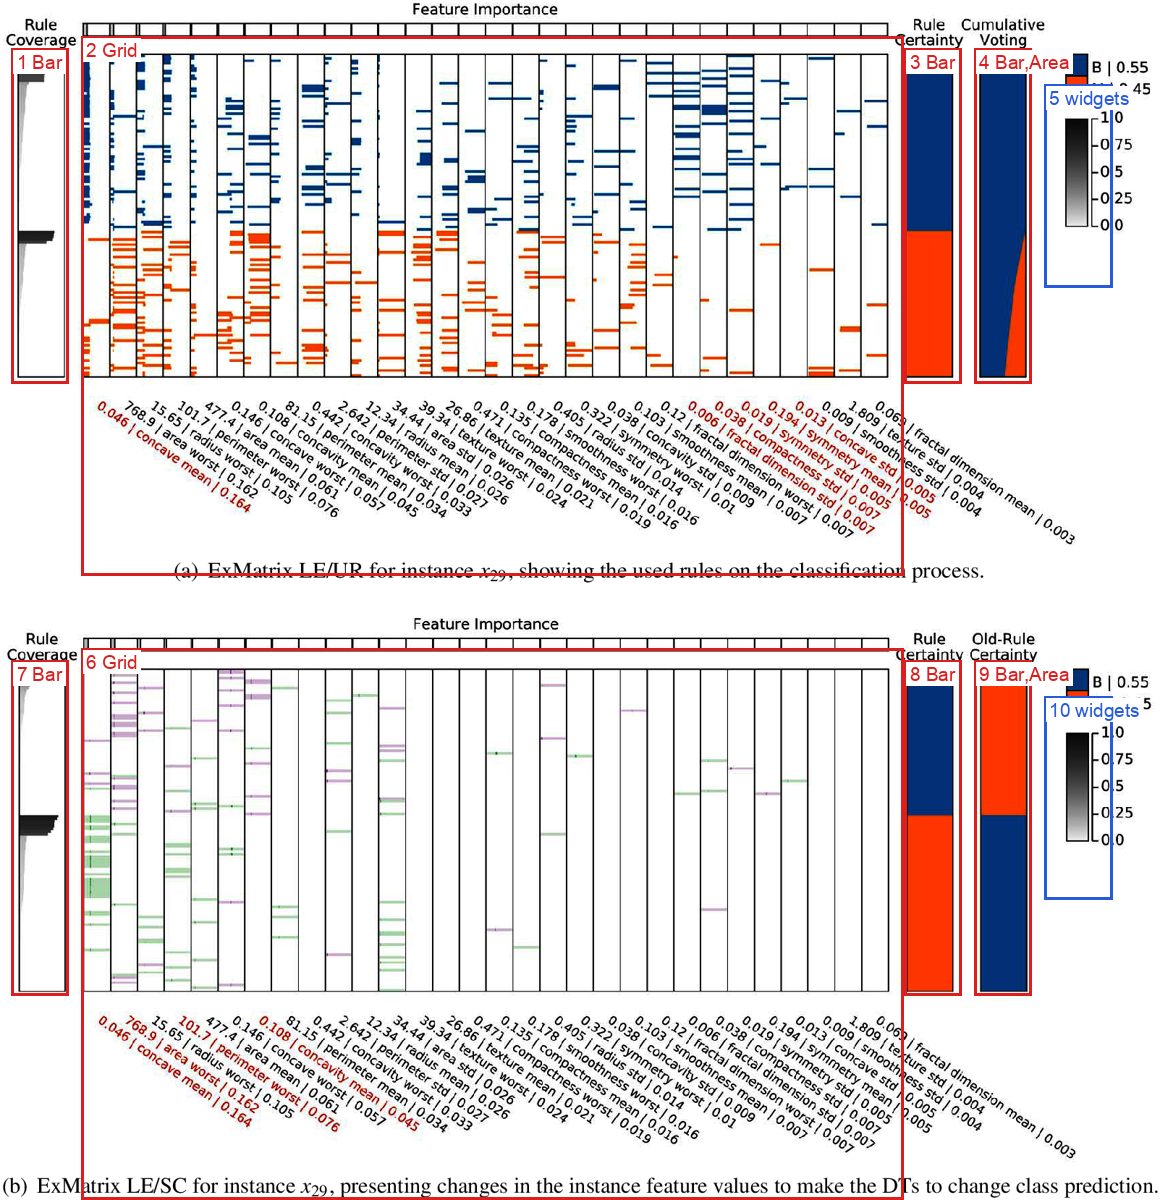 Feature Importance
Rule Coverage
Rule Certainty
Cumulative Voting
1 Bar
2 Grid
3 Bar
4 Bar,Area
B | 0.55
0.45
5 widgets
1.0
0.75
0.5
0.25
0.0
0.046 | concave mean | 0.164
768.9 | area worst | 0.162
15.65 | radius worst | 0.105
101.7 | perimeter worst | 0.076
477.4 | area mean | 0.061
0.146 | concave worst | 0.057
0.108 | concavity mean | 0.045
81.15 | perimeter mean | 0.034
0.442 | concavity worst | 0.033
2.642 | perimeter std | 0.027
12.34 | radius mean | 0.026
34.44 | area std | 0.026
39.34 | texture worst | 0.024
26.86 | texture mean | 0.021
0.471 | compactness worst | 0.019
0.135 | compactness mean | 0.016
0.178 | smoothness worst | 0.016
0.405 | radius std | 0.014
0.322 | symmetry worst | 0.01
0.038 | concavity std | 0.009
0.103 | smoothness mean | 0.007
0.12 | fractal dimension worst | 0.007
0.006 | fractal dimension std | 0.007
0.038 | compactness std | 0.007
0.019 | symmetry std | 0.005
0.194 | symmetry mean | 0.005
0.013 | concave std | 0.005
0.009 | smoothness std | 0.004
1.809 | texture std | 0.004
0.069 | fractal dimension mean | 0.003
(a) ExMatrix LE/UR for instance x29, showing the used rules on the classification process.
Feature Importance
Rule Coverage
Rule Certainty
Old-Rule Certainty
7 Bar
6 Grid
8 Bar
9 Bar,Area
B | 0.55
5
10 widgets
1.0
0.75
0.5
0.25
0.0
0.046 | concave mean | 0.164
768.9 | area worst | 0.162
15.65 | radius worst | 0.105
101.7 | perimeter worst | 0.076
477.4 | area mean | 0.061
0.146 | concave worst | 0.057
0.108 | concavity mean | 0.045
81.15 | perimeter mean | 0.034
0.442 | concavity worst | 0.033
2.642 | perimeter std | 0.027
12.34 | radius mean | 0.026
34.44 | area std | 0.026
39.34 | texture worst | 0.024
26.86 | texture mean | 0.021
0.471 | compactness worst | 0.019
0.135 | compactness mean | 0.016
0.178 | smoothness worst | 0.016
0.405 | radius std | 0.014
0.322 | symmetry worst | 0.01
0.038 | concavity std | 0.009
0.103 | smoothness mean | 0.007
0.12 | fractal dimension worst | 0.007
0.006 | fractal dimension std | 0.007
0.038 | compactness std | 0.007
0.019 | symmetry std | 0.005
0.194 | symmetry mean | 0.005
0.013 | concave std | 0.005
0.009 | smoothness std | 0.004
1.809 | texture std | 0.004
0.069 | fractal dimension mean | 0.003
(b) ExMatrix LE/SC for instance x29, presenting changes in the instance feature values to make the DTs to change class prediction.